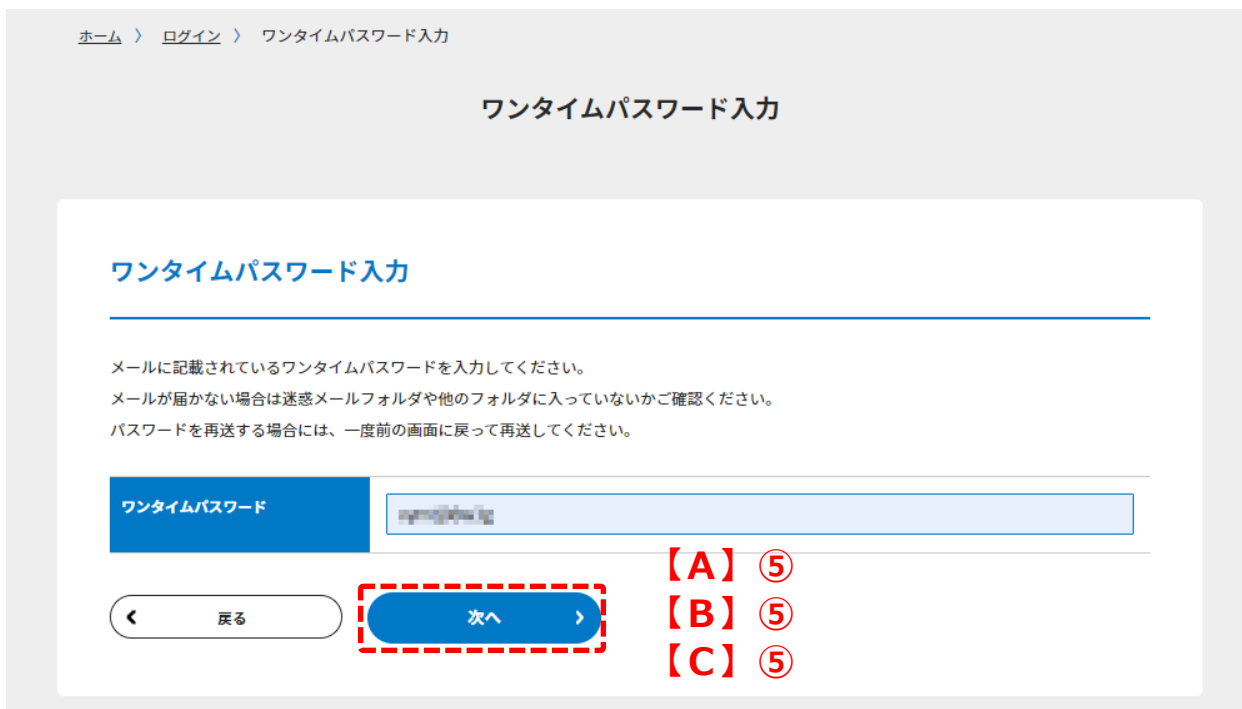 ホーム 〉 ログイン 〉 ワンタイムパスワード入力
ワンタイムパスワード入力
ワンタイムパスワード入力
メールに記載されているワンタイムパスワードを入力してください。
メールが届かない場合は迷惑メールフォルダや他のフォルダに入っていないかご確認ください。
パスワードを再送する場合には、一度前の画面に戻って再送してください。
ワンタイムパスワード
【A】⑤
戻る
次へ
【B】⑤
【C】⑤